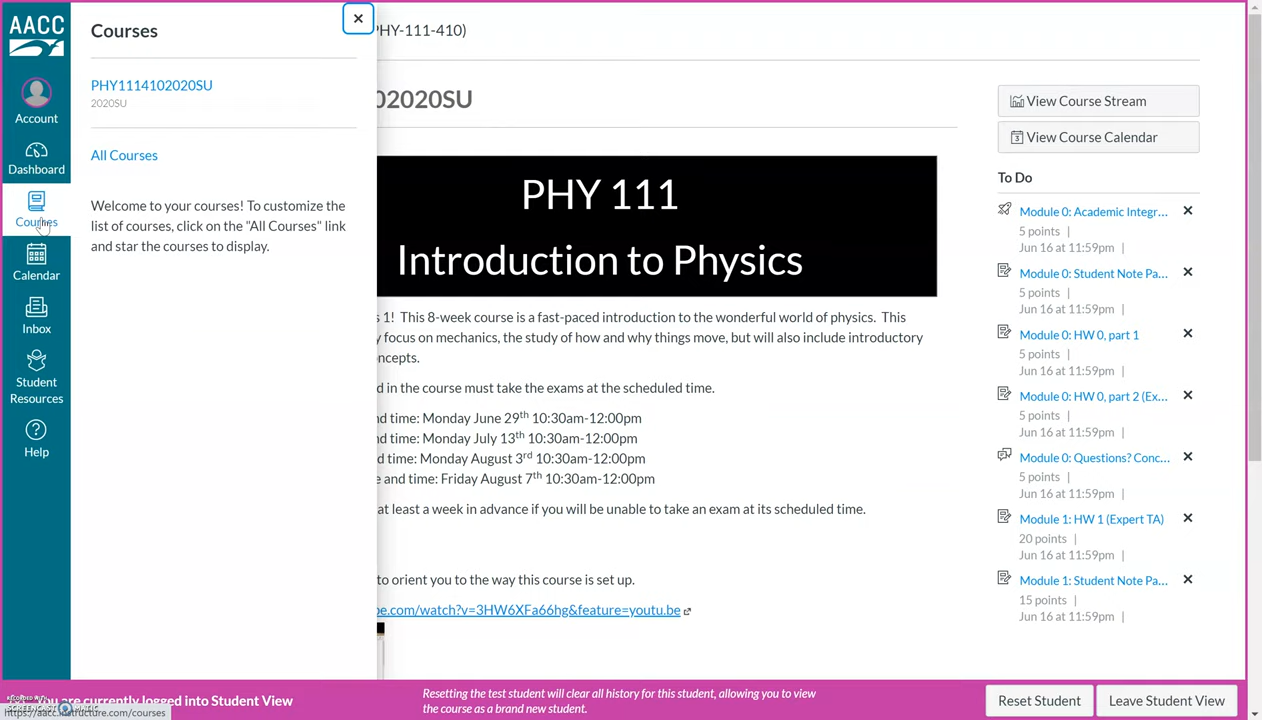 AACC
Account
Dashboard
Courses
Calendar
Inbox
Student
Resources
Help
Courses
PHY1114102020SU
2020SU
All Courses
Welcome to your courses! To customize the
list of courses, click on the "All Courses" link
and star the courses to display.
PHY-111-410)
02020SU
PHY 111
Introduction to Physics
s 1! This 8-week course is a fast-paced introduction to the wonderful world of physics. This
y focus on mechanics, the study of how and why things move, but will also include introductory
ncepts.
d in the course must take the exams at the scheduled time.
nd time: Monday June 29th 10:30am-12:00pm
nd time: Monday July 13th 10:30am-12:00pm
d time: Monday August 3rd 10:30am-12:00pm
e and time: Friday August 7th 10:30am-12:00pm
at least a week in advance if you will be unable to take an exam at its scheduled time.
to orient you to the way this course is set up.
be.com/watch?v=3HW6XFa66hg&feature=youtu.be
View Course Stream
View Course Calendar
To Do
Module 0: Academic Integr...
5 points |
Jun 16 at 11:59pm |
Module 0: Student Note Pa...
5 points |
Jun 16 at 11:59pm |
Module 0: HW 0, part 1
5 points |
Jun 16 at 11:59pm |
Module 0: HW 0, part 2 (Ex...
5 points |
Jun 16 at 11:59pm |
Module 0: Questions? Conc...
5 points |
Jun 16 at 11:59pm |
Module 1: HW 1 (Expert TA)
20 points |
Jun 16 at 11:59pm |
Module 1: Student Note Pa...
15 points |
Jun 16 at 11:59pm |
You are currently logged into Student View
Resetting the test student will clear all history for this student, allowing you to view
the course as a brand new student.
Reset Student
Leave Student View
RECORDED WITH
SCREENCAST MATIC
https://aacc.instructure.com/courses